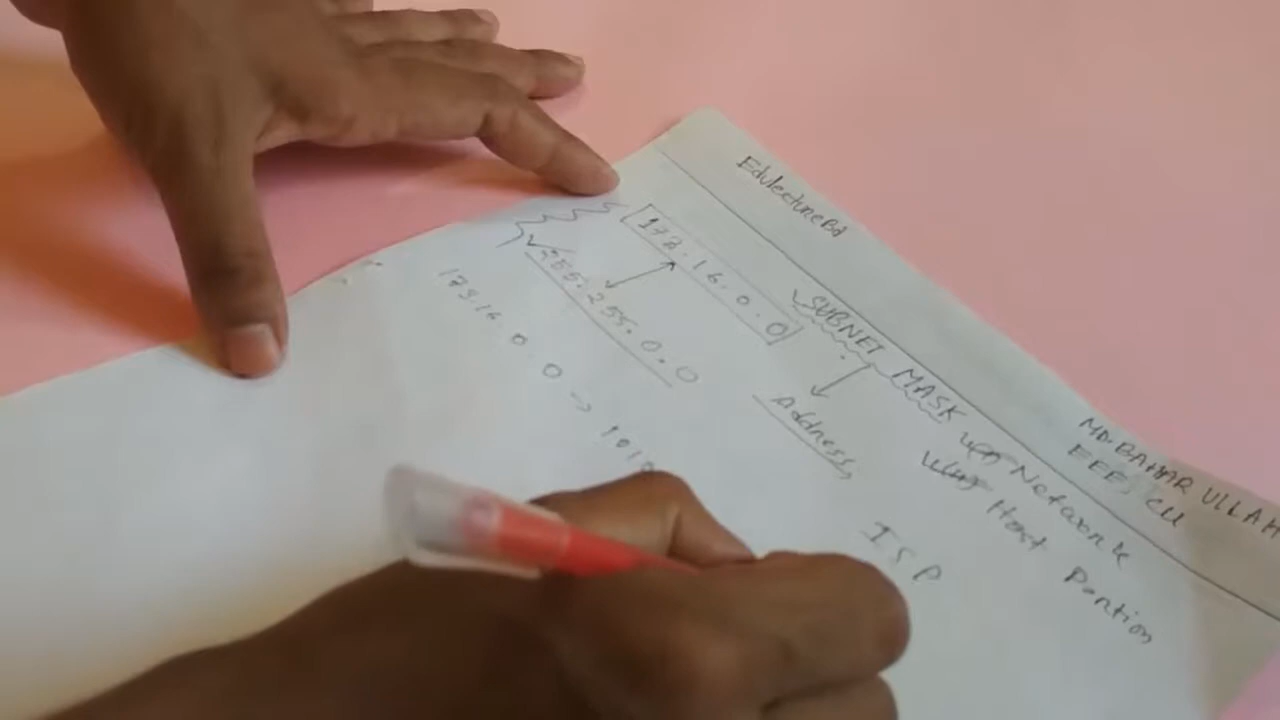 EdulectureBd
MD. BAHAR ULLAH
EEE, CU
SUBNET MASK Network
Host Portion
Address
ISP
172.16.0.0
255.255.0.0
172.16.0.0 → 1010